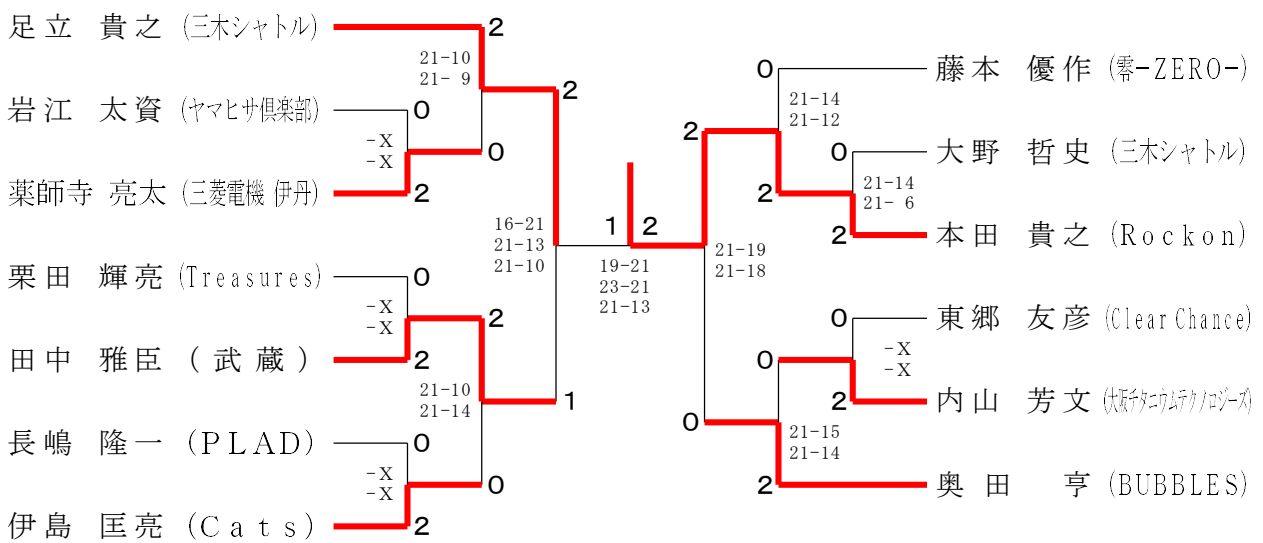 足立 貴之 (三木シャトル)
2
21-10
21- 9
岩江 太資 (ヤマヒサ倶楽部)
0
2
-X
-X
0
薬師寺 亮太 (三菱電機 伊丹)
2
16-21
21-13
21-10
栗田 輝亮 (Treasures)
0
-X
-X
2
田中 雅臣 (武蔵)
2
21-10
21-14
1
長嶋 隆一 (PLAD)
0
-X
-X
0
伊島 匡亮 (Cats)
2
1
2
19-21
23-21
21-13
0
藤本 優作 (零-ZERO-)
21-14
21-12
2
0
大野 哲史 (三木シャトル)
21-14
21- 6
2
2
本田 貴之 (Rockon)
21-19
21-18
0
東郷 友彦 (Clear Chance)
-X
-X
0
2
内山 芳文 (大阪チタニウムテクノロジーズ)
0
21-15
21-14
2
奥田 亨 (BUBBLES)